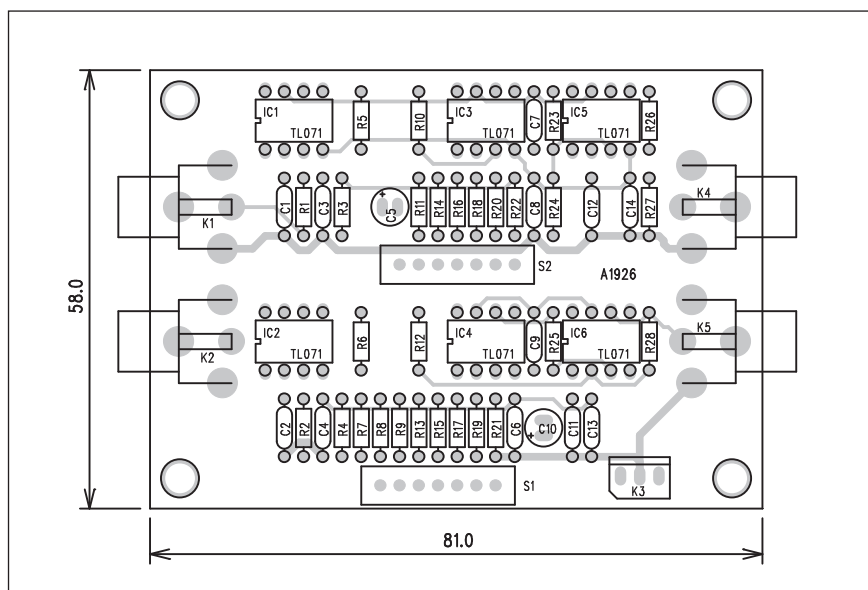 IC1 TL071 R5 R10 IC3 TL071 C7 R23 IC5 TL071 R26
K1 C1 R1 C3 R3 + C5 R11 R14 R16 R18 R20 R22 C8 R24 C12 C14 R27 K4
S2
A1926
58.0
K2 IC2 TL071 R6 R12 IC4 TL071 C9 R25 IC6 TL071 R28 K5
C2 R2 C4 R4 R7 R8 R9 R13 R15 R17 R19 R21 C6 + C10 C11 C13
S1
K3
81.0